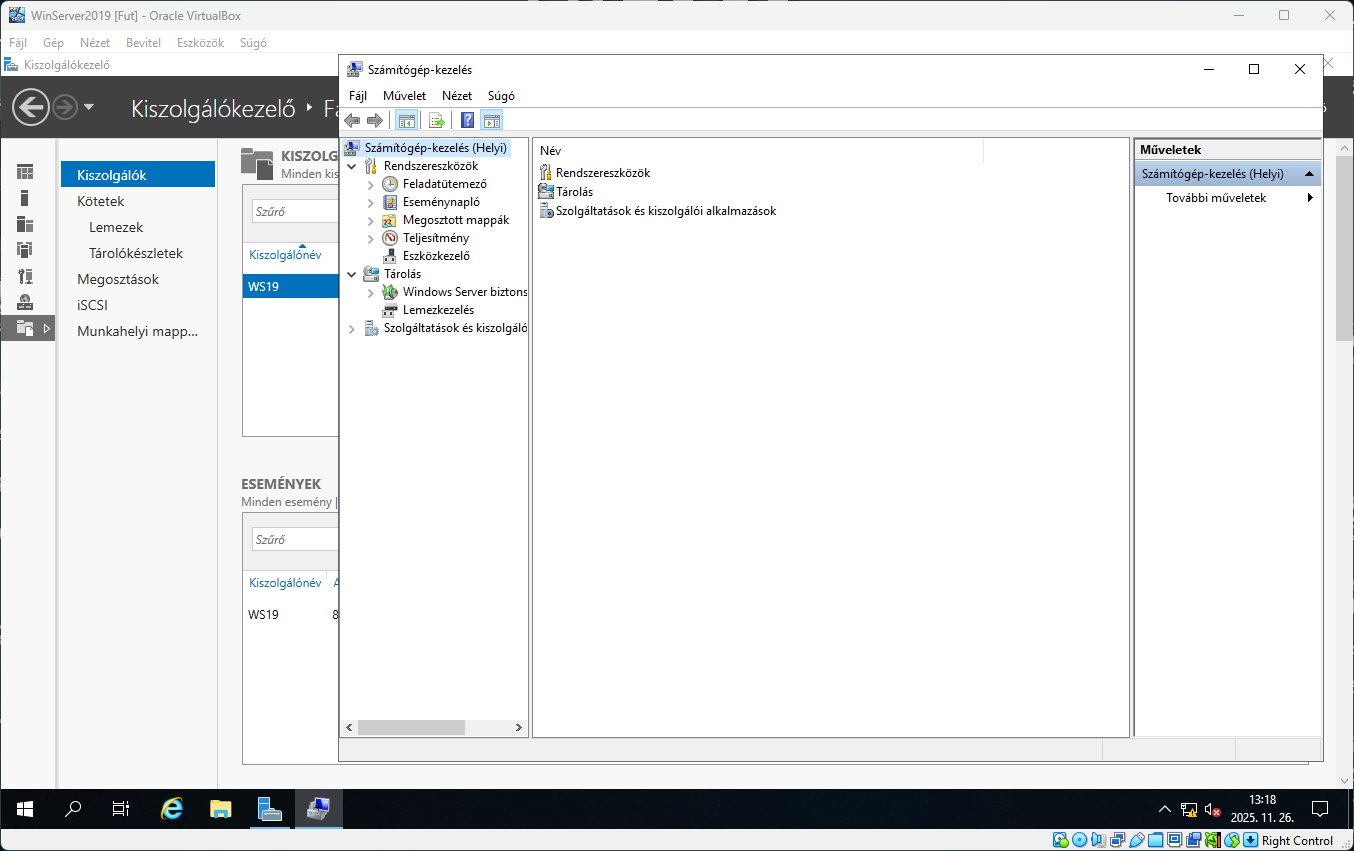 WinServer2019 [Fut] - Oracle VirtualBox
Fájl Gép Nézet Bevitel Eszközök Súgó
Kiszolgálókezelő
Kiszolgálókezelő
Kiszolgálók
Kötetek
Lemezek
Tárolókészletek
Megosztások
iSCSI
Munkahelyi mapp...
KISZOLG
Minden kis
Szűrő
Kiszolgálónév
WS19
ESEMÉNYEK
Minden esemény |
Szűrő
Kiszolgálónév A
WS19 8
Számítógép-kezelés
Fájl Művelet Nézet Súgó
Számítógép-kezelés (Helyi)
Rendszereszközök
Feladatütemező
Eseménynapló
Megosztott mappák
Teljesítmény
Eszközkezelő
Tárolás
Windows Server biztons
Lemezkezelés
Szolgáltatások és kiszolgáló
Név
Rendszereszközök
Tárolás
Szolgáltatások és kiszolgálói alkalmazások
Műveletek
Számítógép-kezelés (Helyi)
További műveletek
13:18
2025. 11. 26.
Right Control